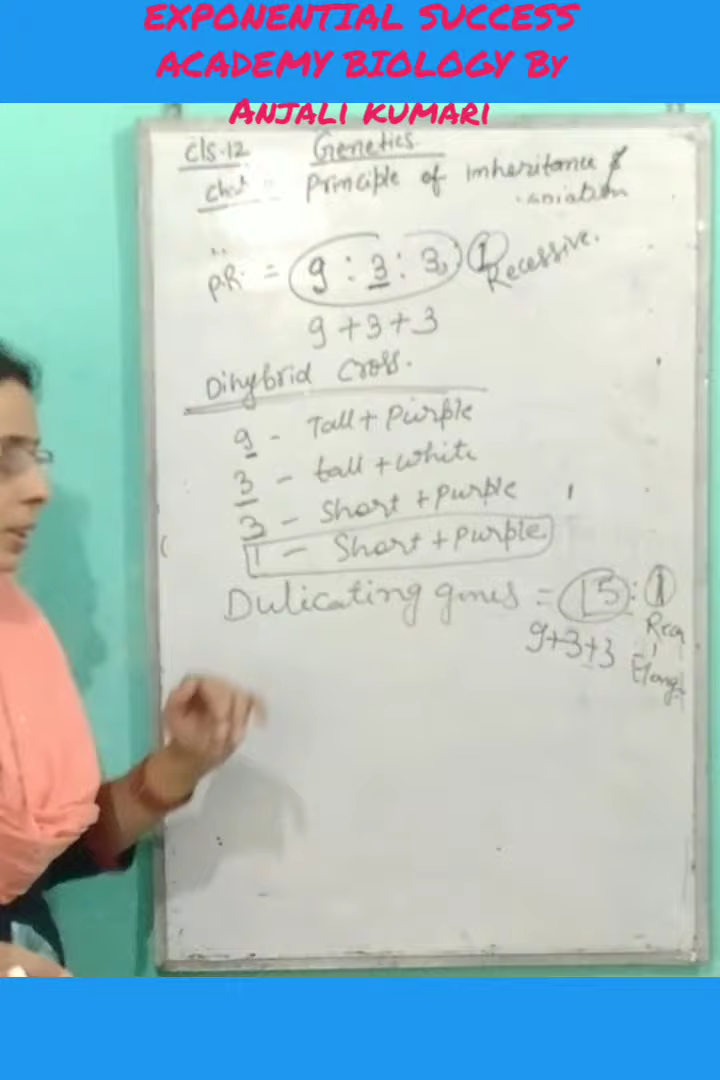 EXPONENTIAL SUCCESS
ACADEMY BIOLOGY By
ANJALI KUMARI
Cls-12 Genetics
Principle of inheritance &
variation
P.R. = 9 : 3 : 3 : 1 Recessive.
9+3+3
Dihybrid Cross.
9 - Tall + Purple
3 - tall + white
3 - Short + purple
1 - Short + purple.
Dulicating genes = 15 : 1
9+3+3